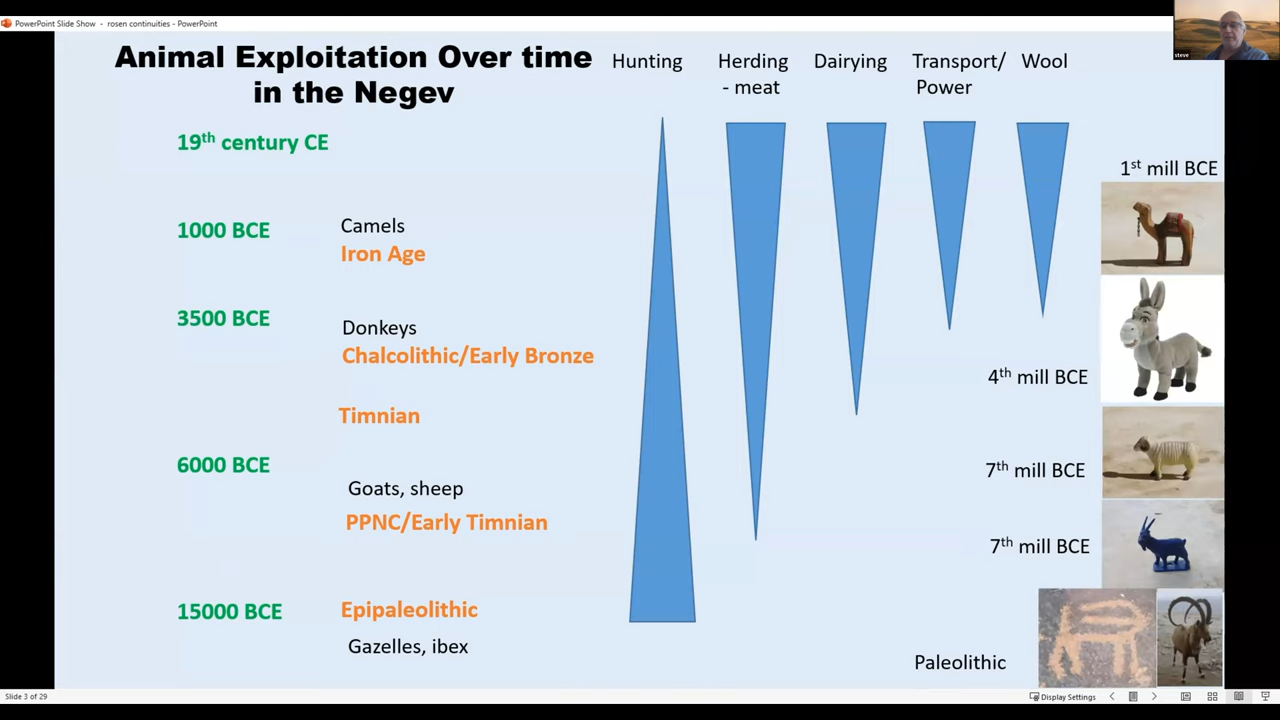 PowerPoint Slide Show - rosen continuities - PowerPoint
steve
Animal Exploitation Over time
in the Negev
Hunting
Herding
- meat
Dairying
Transport/
Power
Wool
19th century CE
1st mill BCE
1000 BCE
Camels
Iron Age
3500 BCE
Donkeys
Chalcolithic/Early Bronze
4th mill BCE
Timnian
6000 BCE
7th mill BCE
Goats, sheep
PPNC/Early Timnian
7th mill BCE
15000 BCE
Epipaleolithic
Gazelles, ibex
Paleolithic
Slide 3 of 29
Display Settings